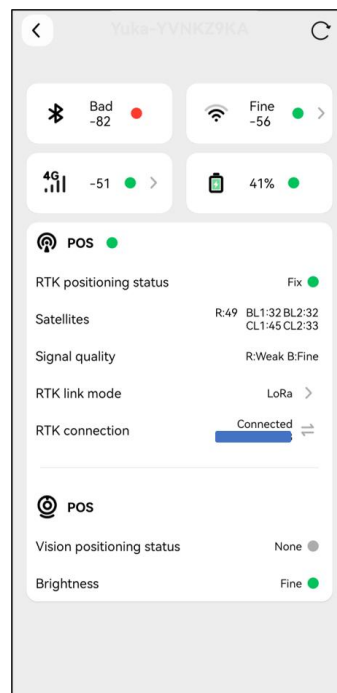 Yuka-YVNKZ9KA
Bad
-82
Fine
-56
4G
-51
41%
POS
RTK positioning status Fix
Satellites R:49 BL1:32 BL2:32
CL1:45 CL2:33
Signal quality R:Weak B:Fine
RTK link mode LoRa
RTK connection Connected
POS
Vision positioning status None
Brightness Fine